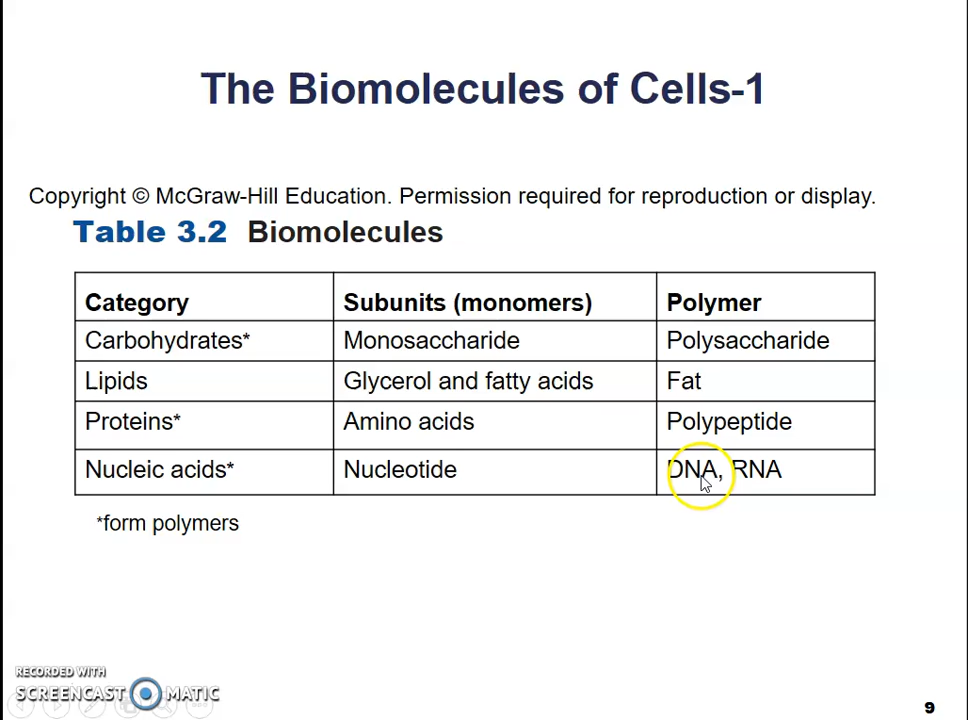 The Biomolecules of Cells-1
Copyright © McGraw-Hill Education. Permission required for reproduction or display.
Table 3.2 Biomolecules
Category Subunits (monomers) Polymer
Carbohydrates* Monosaccharide Polysaccharide
Lipids Glycerol and fatty acids Fat
Proteins* Amino acids Polypeptide
Nucleic acids* Nucleotide DNA, RNA
*form polymers
RECORDED WITH
SCREENCAST MATIC
9